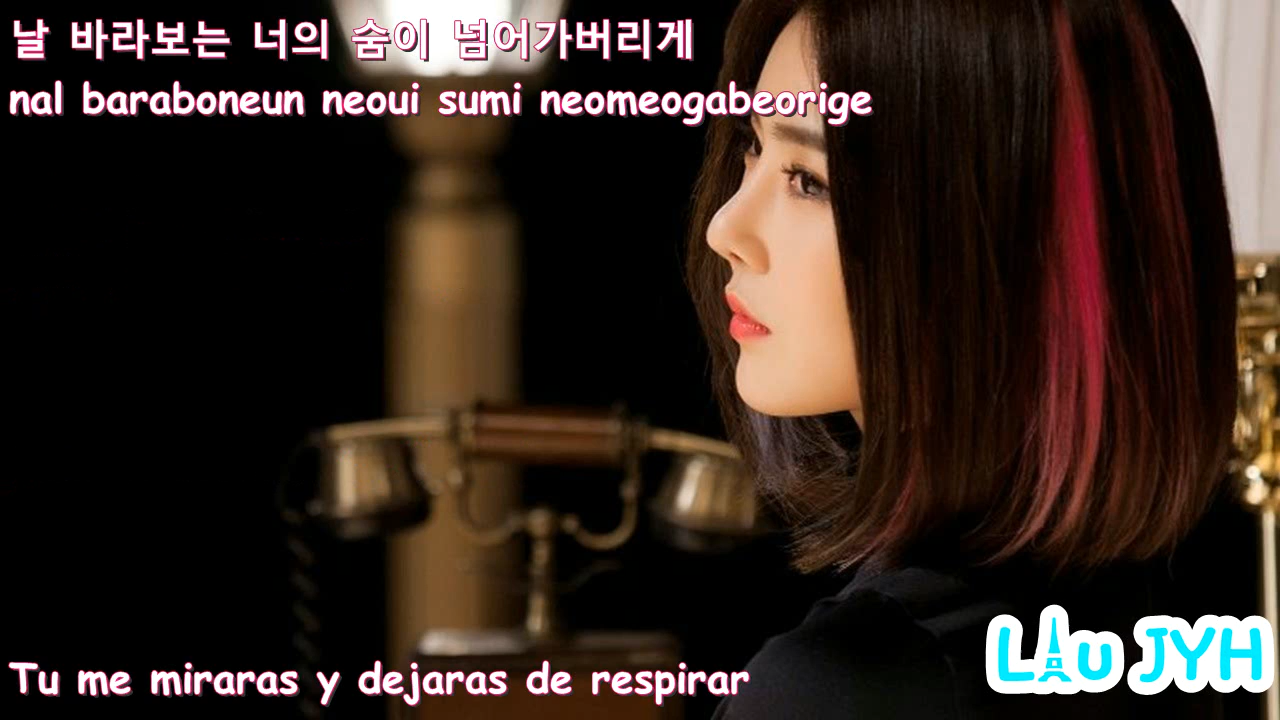 날 바라보는 너의 숨이 넘어가버리게
nal baraboneun neoui sumi neomeogabeorige
Tu me miraras y dejaras de respirar
Lau JYH